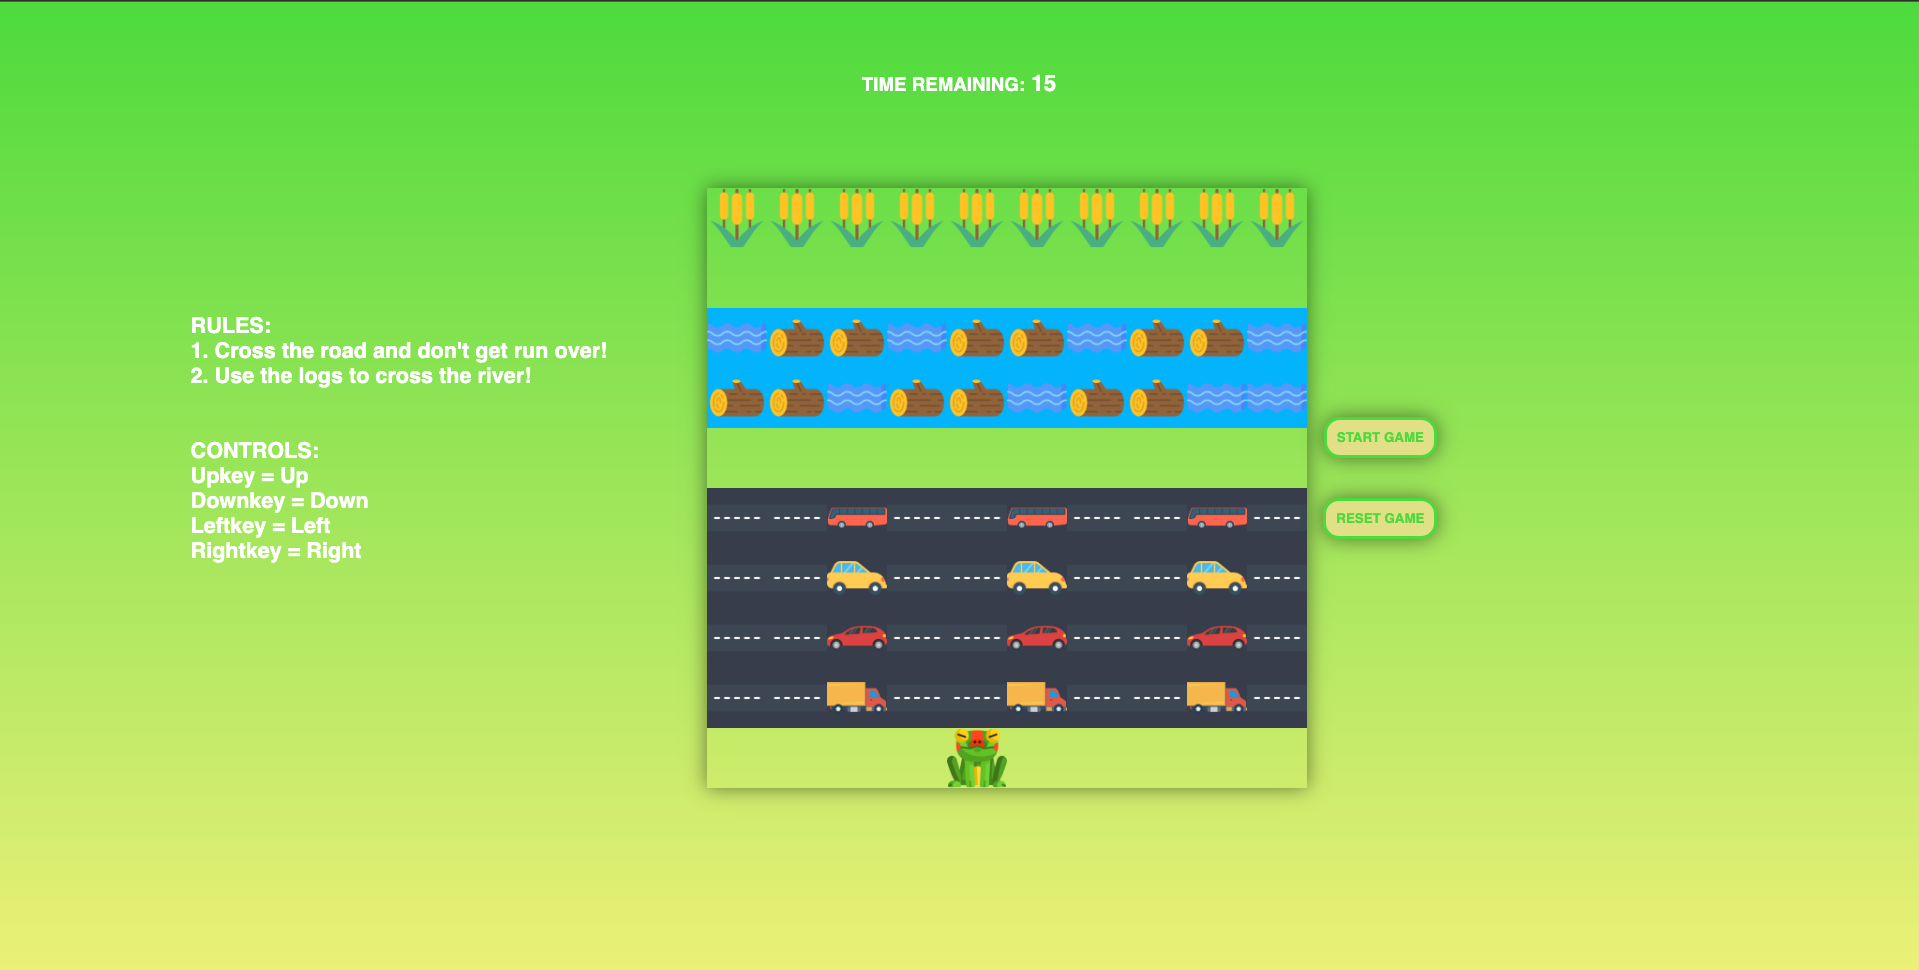 TIME REMAINING: 15
RULES:
1. Cross the road and don't get run over!
2. Use the logs to cross the river!
CONTROLS:
Upkey = Up
Downkey = Down
Leftkey = Left
Rightkey = Right
START GAME
RESET GAME